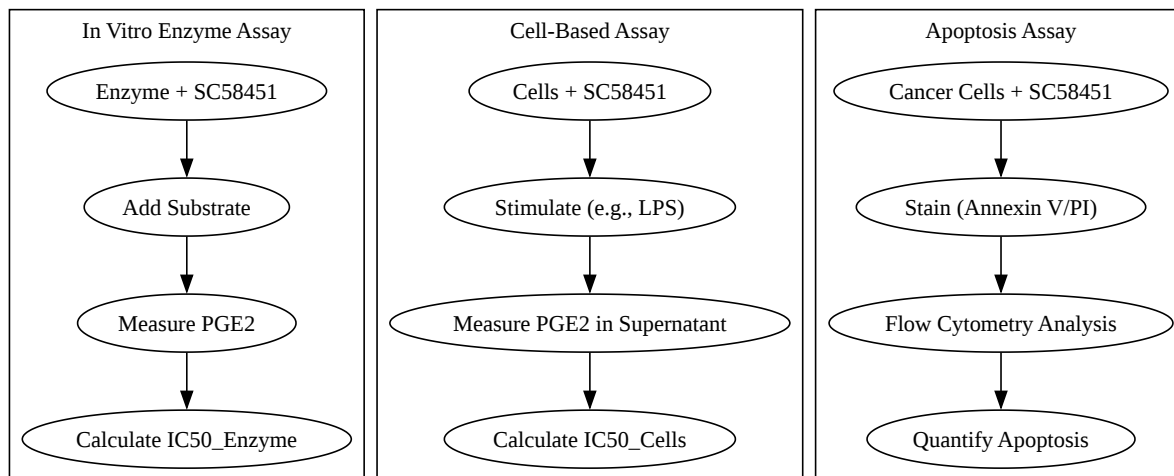 In Vitro Enzyme Assay
Enzyme + SC58451
Add Substrate
Measure PGE2
Calculate IC50_Enzyme
Cell-Based Assay
Cells + SC58451
Stimulate (e.g., LPS)
Measure PGE2 in Supernatant
Calculate IC50_Cells
Apoptosis Assay
Cancer Cells + SC58451
Stain (Annexin V/PI)
Flow Cytometry Analysis
Quantify Apoptosis